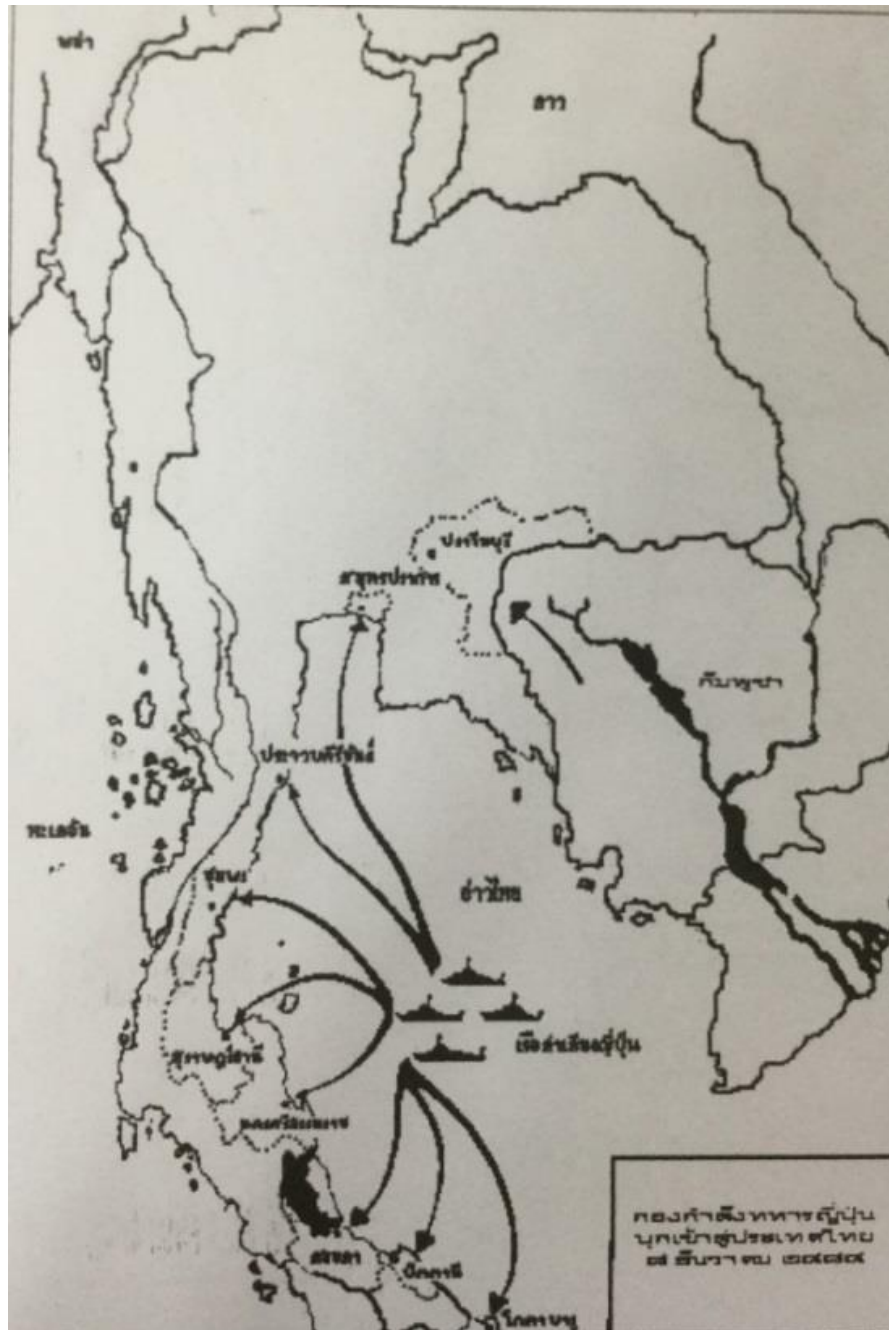 พม่า
ลาว
ปราจีนบุรี
สมุทรปราการ
กัมพูชา
ประจวบคีรีขันธ์
ทะเลอันดา
ชุมพร
อ่าวไทย
เรือลำเลียงญี่ปุ่น
สุราษฎร์ธานี
นครศรีธรรมราช
สงขลา
ปัตตานี
โกตาบารู
กองกำลังทหารญี่ปุ่น
บุกเข้าสู่ประเทศไทย
๘ ธันวาคม ๒๔๘๔